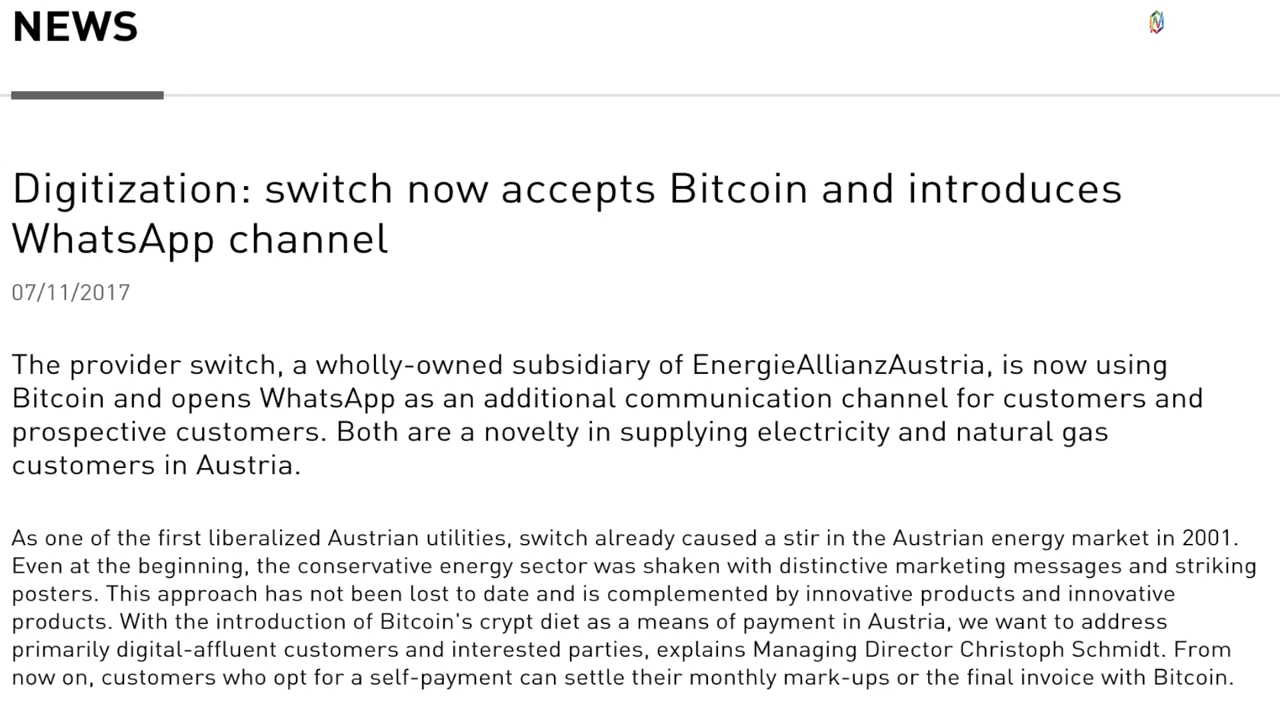 NEWS
Digitization: switch now accepts Bitcoin and introduces
WhatsApp channel
07/11/2017
The provider switch, a wholly-owned subsidiary of EnergieAllianzAustria, is now using
Bitcoin and opens WhatsApp as an additional communication channel for customers and
prospective customers. Both are a novelty in supplying electricity and natural gas
customers in Austria.
As one of the first liberalized Austrian utilities, switch already caused a stir in the Austrian energy market in 2001.
Even at the beginning, the conservative energy sector was shaken with distinctive marketing messages and striking
posters. This approach has not been lost to date and is complemented by innovative products and innovative
products. With the introduction of Bitcoin's crypt diet as a means of payment in Austria, we want to address
primarily digital-affluent customers and interested parties, explains Managing Director Christoph Schmidt. From
now on, customers who opt for a self-payment can settle their monthly mark-ups or the final invoice with Bitcoin.